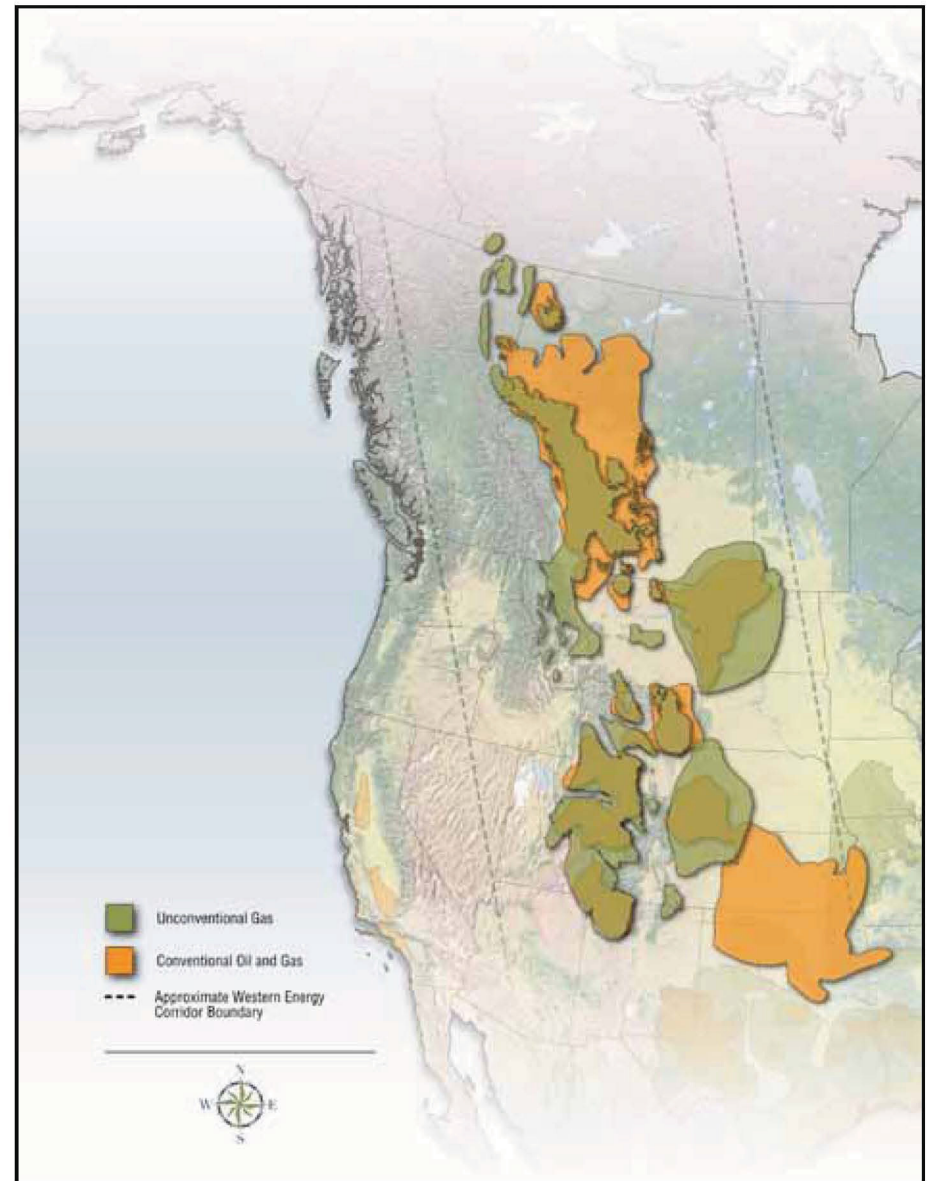 Unconventional Gas
Conventional Oil and Gas
Approximate Western Energy
Corridor Boundary
N
W E
S